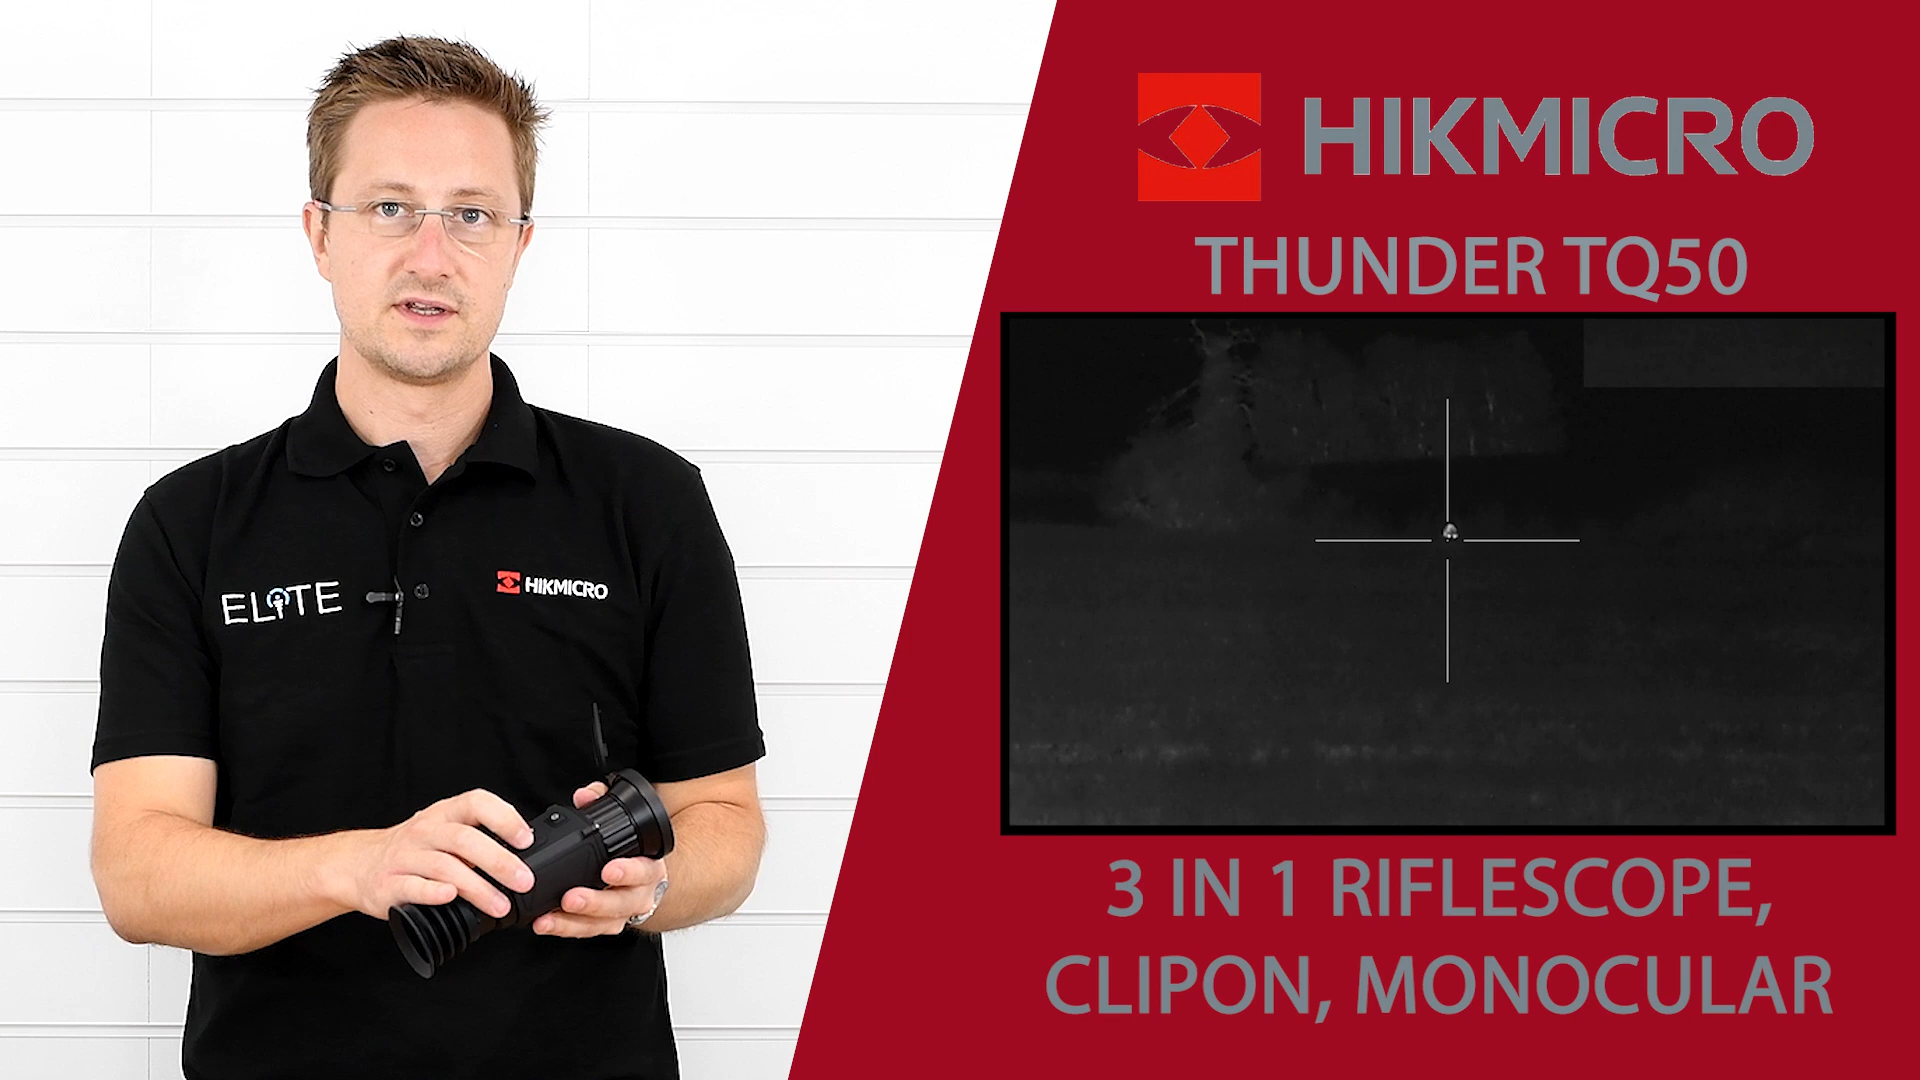 ELITE
HIKMICRO
HIKMICRO
THUNDER TQ50
3 IN 1 RIFLESCOPE,
CLIPON, MONOCULAR